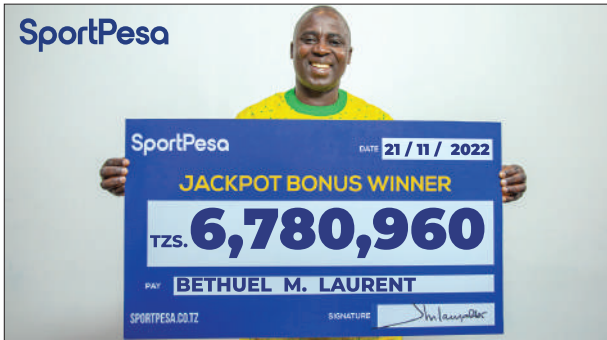 SportPesa
SportPesa
DATE 21 / 11 / 2022
JACKPOT BONUS WINNER
TZS. 6,780,960
PAY BETHUEL M. LAURENT
SPORTPESA.CO.TZ SIGNATURE